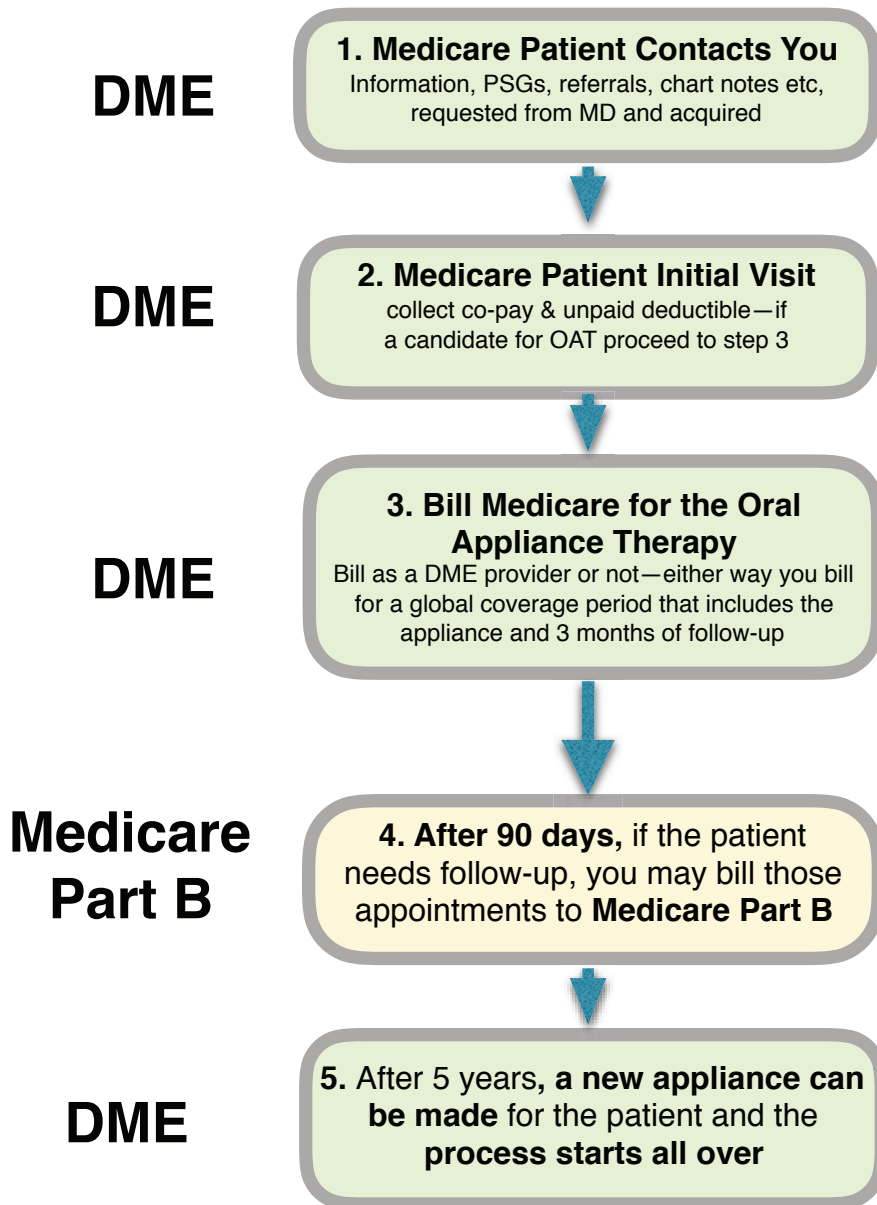 DME
1. Medicare Patient Contacts You
Information, PSGs, referrals, chart notes etc,
requested from MD and acquired
DME
2. Medicare Patient Initial Visit
collect co-pay & unpaid deductible—if
a candidate for OAT proceed to step 3
DME
3. Bill Medicare for the Oral
Appliance Therapy
Bill as a DME provider or not—either way you bill
for a global coverage period that includes the
appliance and 3 months of follow-up
Medicare
Part B
4. After 90 days, if the patient
needs follow-up, you may bill those
appointments to Medicare Part B
DME
5. After 5 years, a new appliance can
be made for the patient and the
process starts all over